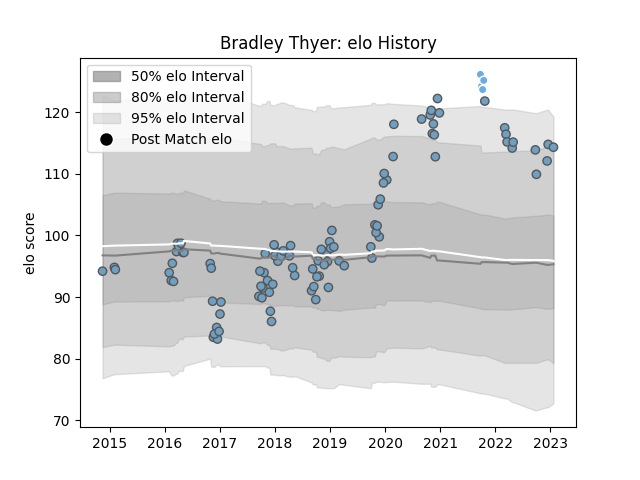 Bradley Thyer: elo History
50% elo Interval
80% elo Interval
95% elo Interval
Post Match elo
elo score
120
110
100
90
80
70
2015 2016 2017 2018 2019 2020 2021 2022 2023